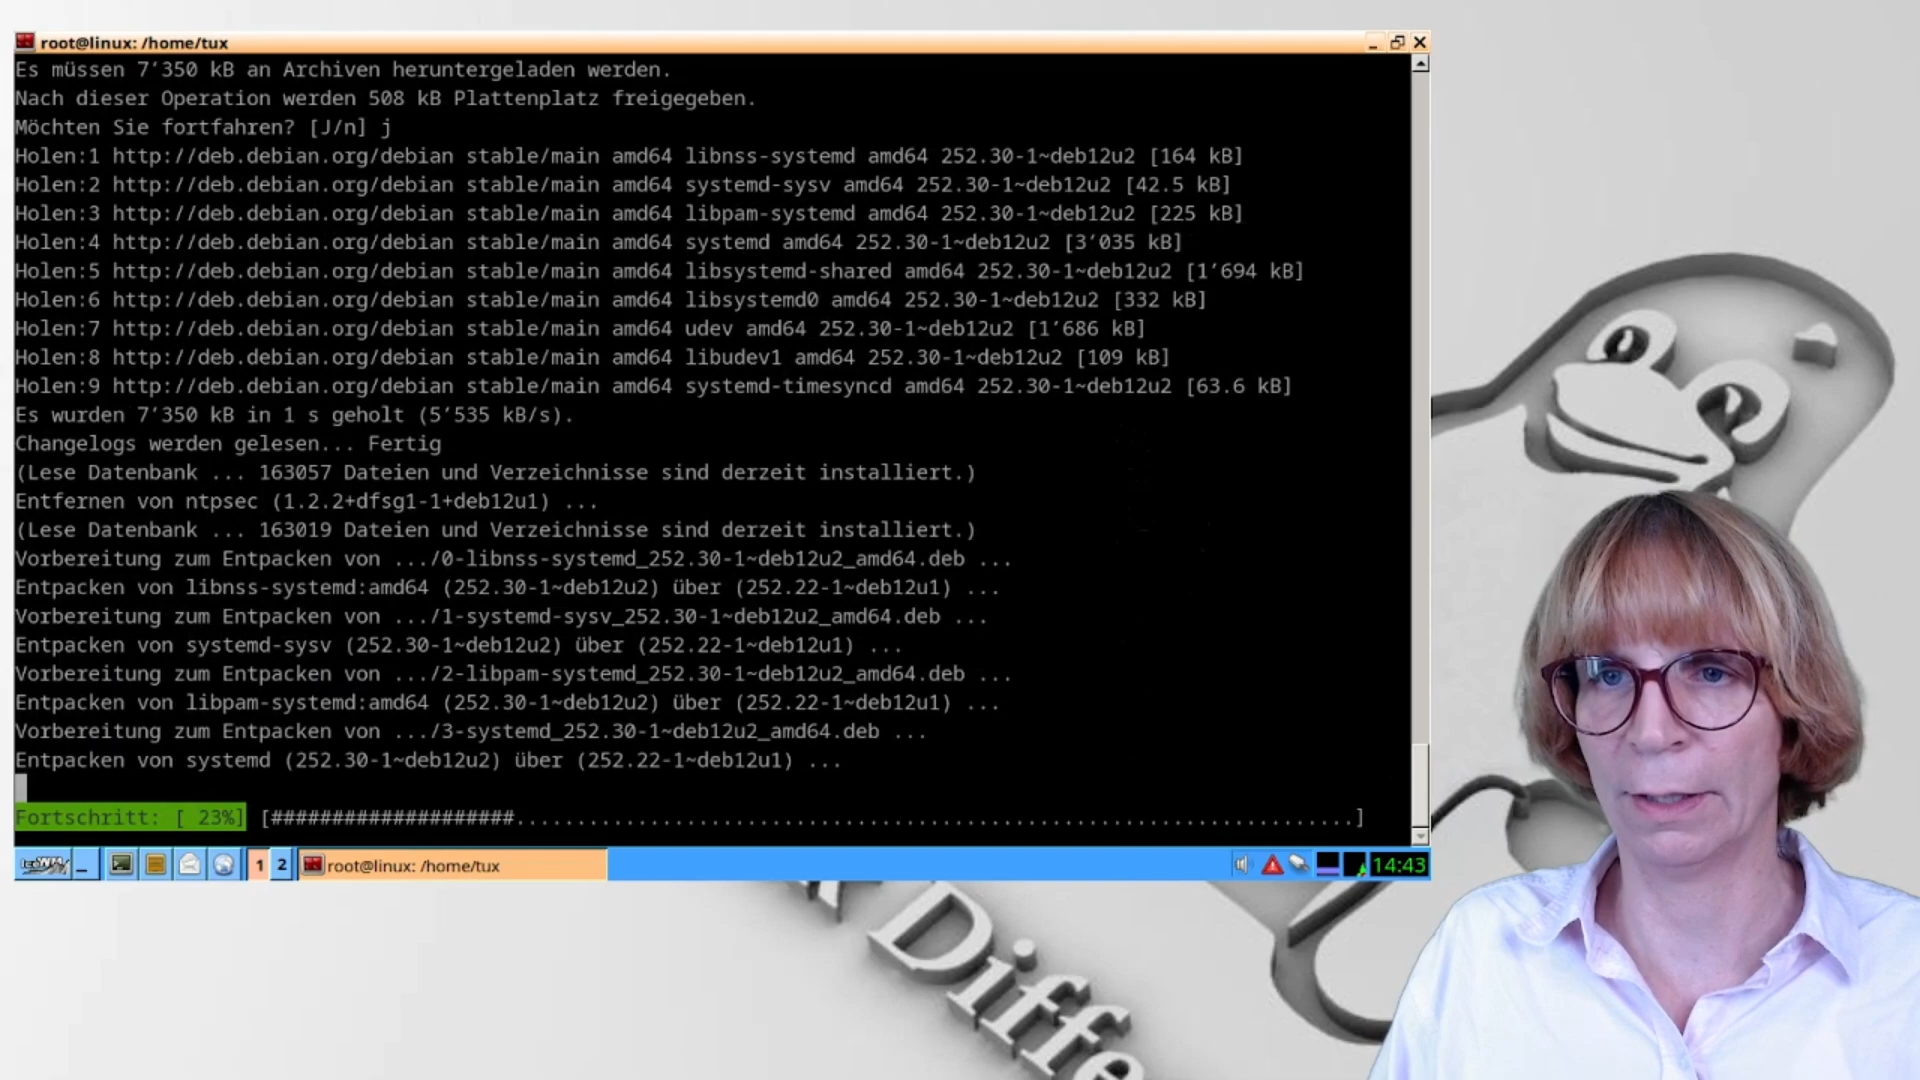 root@linux: /home/tux
Es müssen 7’350 kB an Archiven heruntergeladen werden.
Nach dieser Operation werden 508 kB Plattenplatz freigegeben.
Möchten Sie fortfahren? [J/n] j
Holen:1 http://deb.debian.org/debian stable/main amd64 libnss-systemd amd64 252.30-1~deb12u2 [164 kB]
Holen:2 http://deb.debian.org/debian stable/main amd64 systemd-sysv amd64 252.30-1~deb12u2 [42.5 kB]
Holen:3 http://deb.debian.org/debian stable/main amd64 libpam-systemd amd64 252.30-1~deb12u2 [225 kB]
Holen:4 http://deb.debian.org/debian stable/main amd64 systemd amd64 252.30-1~deb12u2 [3’035 kB]
Holen:5 http://deb.debian.org/debian stable/main amd64 libsystemd-shared amd64 252.30-1~deb12u2 [1’694 kB]
Holen:6 http://deb.debian.org/debian stable/main amd64 libsystemd0 amd64 252.30-1~deb12u2 [332 kB]
Holen:7 http://deb.debian.org/debian stable/main amd64 udev amd64 252.30-1~deb12u2 [1’686 kB]
Holen:8 http://deb.debian.org/debian stable/main amd64 libudev1 amd64 252.30-1~deb12u2 [109 kB]
Holen:9 http://deb.debian.org/debian stable/main amd64 systemd-timesyncd amd64 252.30-1~deb12u2 [63.6 kB]
Es wurden 7’350 kB in 1 s geholt (5’535 kB/s).
Changelogs werden gelesen... Fertig
(Lese Datenbank ... 163057 Dateien und Verzeichnisse sind derzeit installiert.)
Entfernen von ntpsec (1.2.2+dfsg1-1+deb12u1) ...
(Lese Datenbank ... 163019 Dateien und Verzeichnisse sind derzeit installiert.)
Vorbereitung zum Entpacken von .../0-libnss-systemd_252.30-1~deb12u2_amd64.deb ...
Entpacken von libnss-systemd:amd64 (252.30-1~deb12u2) über (252.22-1~deb12u1) ...
Vorbereitung zum Entpacken von .../1-systemd-sysv_252.30-1~deb12u2_amd64.deb ...
Entpacken von systemd-sysv (252.30-1~deb12u2) über (252.22-1~deb12u1) ...
Vorbereitung zum Entpacken von .../2-libpam-systemd_252.30-1~deb12u2_amd64.deb ...
Entpacken von libpam-systemd:amd64 (252.30-1~deb12u2) über (252.22-1~deb12u1) ...
Vorbereitung zum Entpacken von .../3-systemd_252.30-1~deb12u2_amd64.deb ...
Entpacken von systemd (252.30-1~deb12u2) über (252.22-1~deb12u1) ...
Fortschritt: [ 23%] [####################.....................................................................]
1 2 root@linux: /home/tux 14:43
Diffe